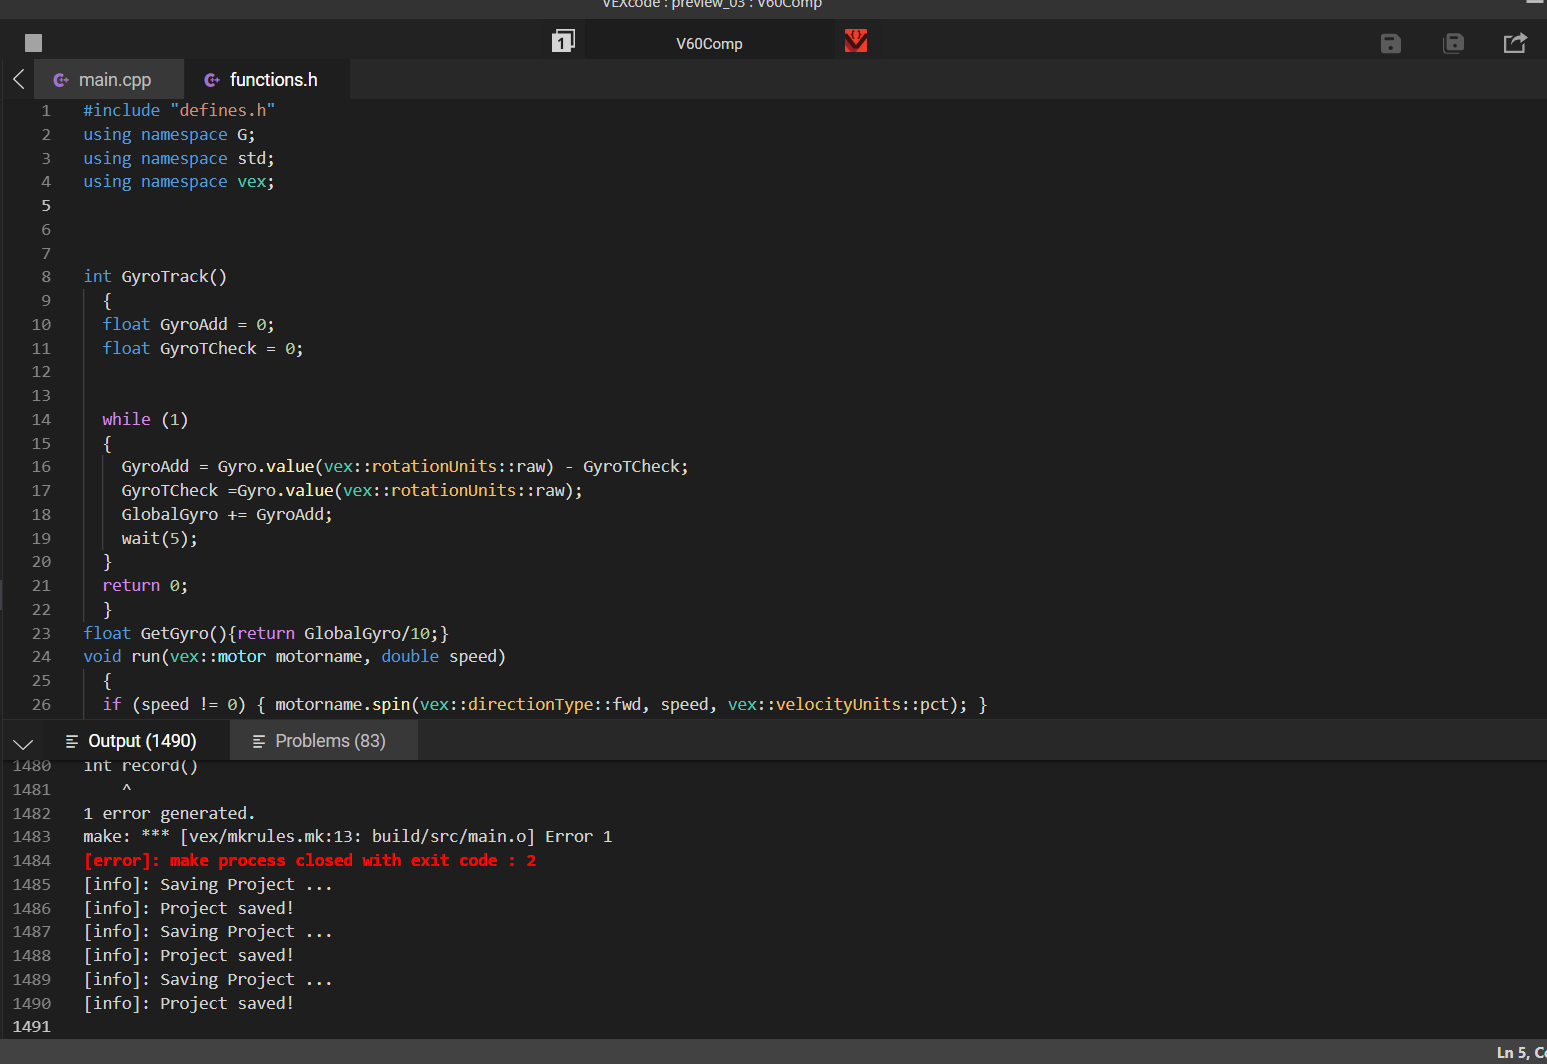 VEXcode : preview_03 : V60Comp
1
V60Comp
main.cpp
functions.h
1 #include "defines.h"
2 using namespace G;
3 using namespace std;
4 using namespace vex;
5
6
7
8 int GyroTrack()
9 {
10 float GyroAdd = 0;
11 float GyroTCheck = 0;
12
13
14 while (1)
15 {
16 GyroAdd = Gyro.value(vex::rotationUnits::raw) - GyroTCheck;
17 GyroTCheck =Gyro.value(vex::rotationUnits::raw);
18 GlobalGyro += GyroAdd;
19 wait(5);
20 }
21 return 0;
22 }
23 float GetGyro(){return GlobalGyro/10;}
24 void run(vex::motor motorname, double speed)
25 {
26 if (speed != 0) { motorname.spin(vex::directionType::fwd, speed, vex::velocityUnits::pct); }
Output (1490)
Problems (83)
1480 int record()
1481 ^
1482 1 error generated.
1483 make: *** [vex/mkrules.mk:13: build/src/main.o] Error 1
1484 [error]: make process closed with exit code : 2
1485 [info]: Saving Project ...
1486 [info]: Project saved!
1487 [info]: Saving Project ...
1488 [info]: Project saved!
1489 [info]: Saving Project ...
1490 [info]: Project saved!
1491
Ln 5,